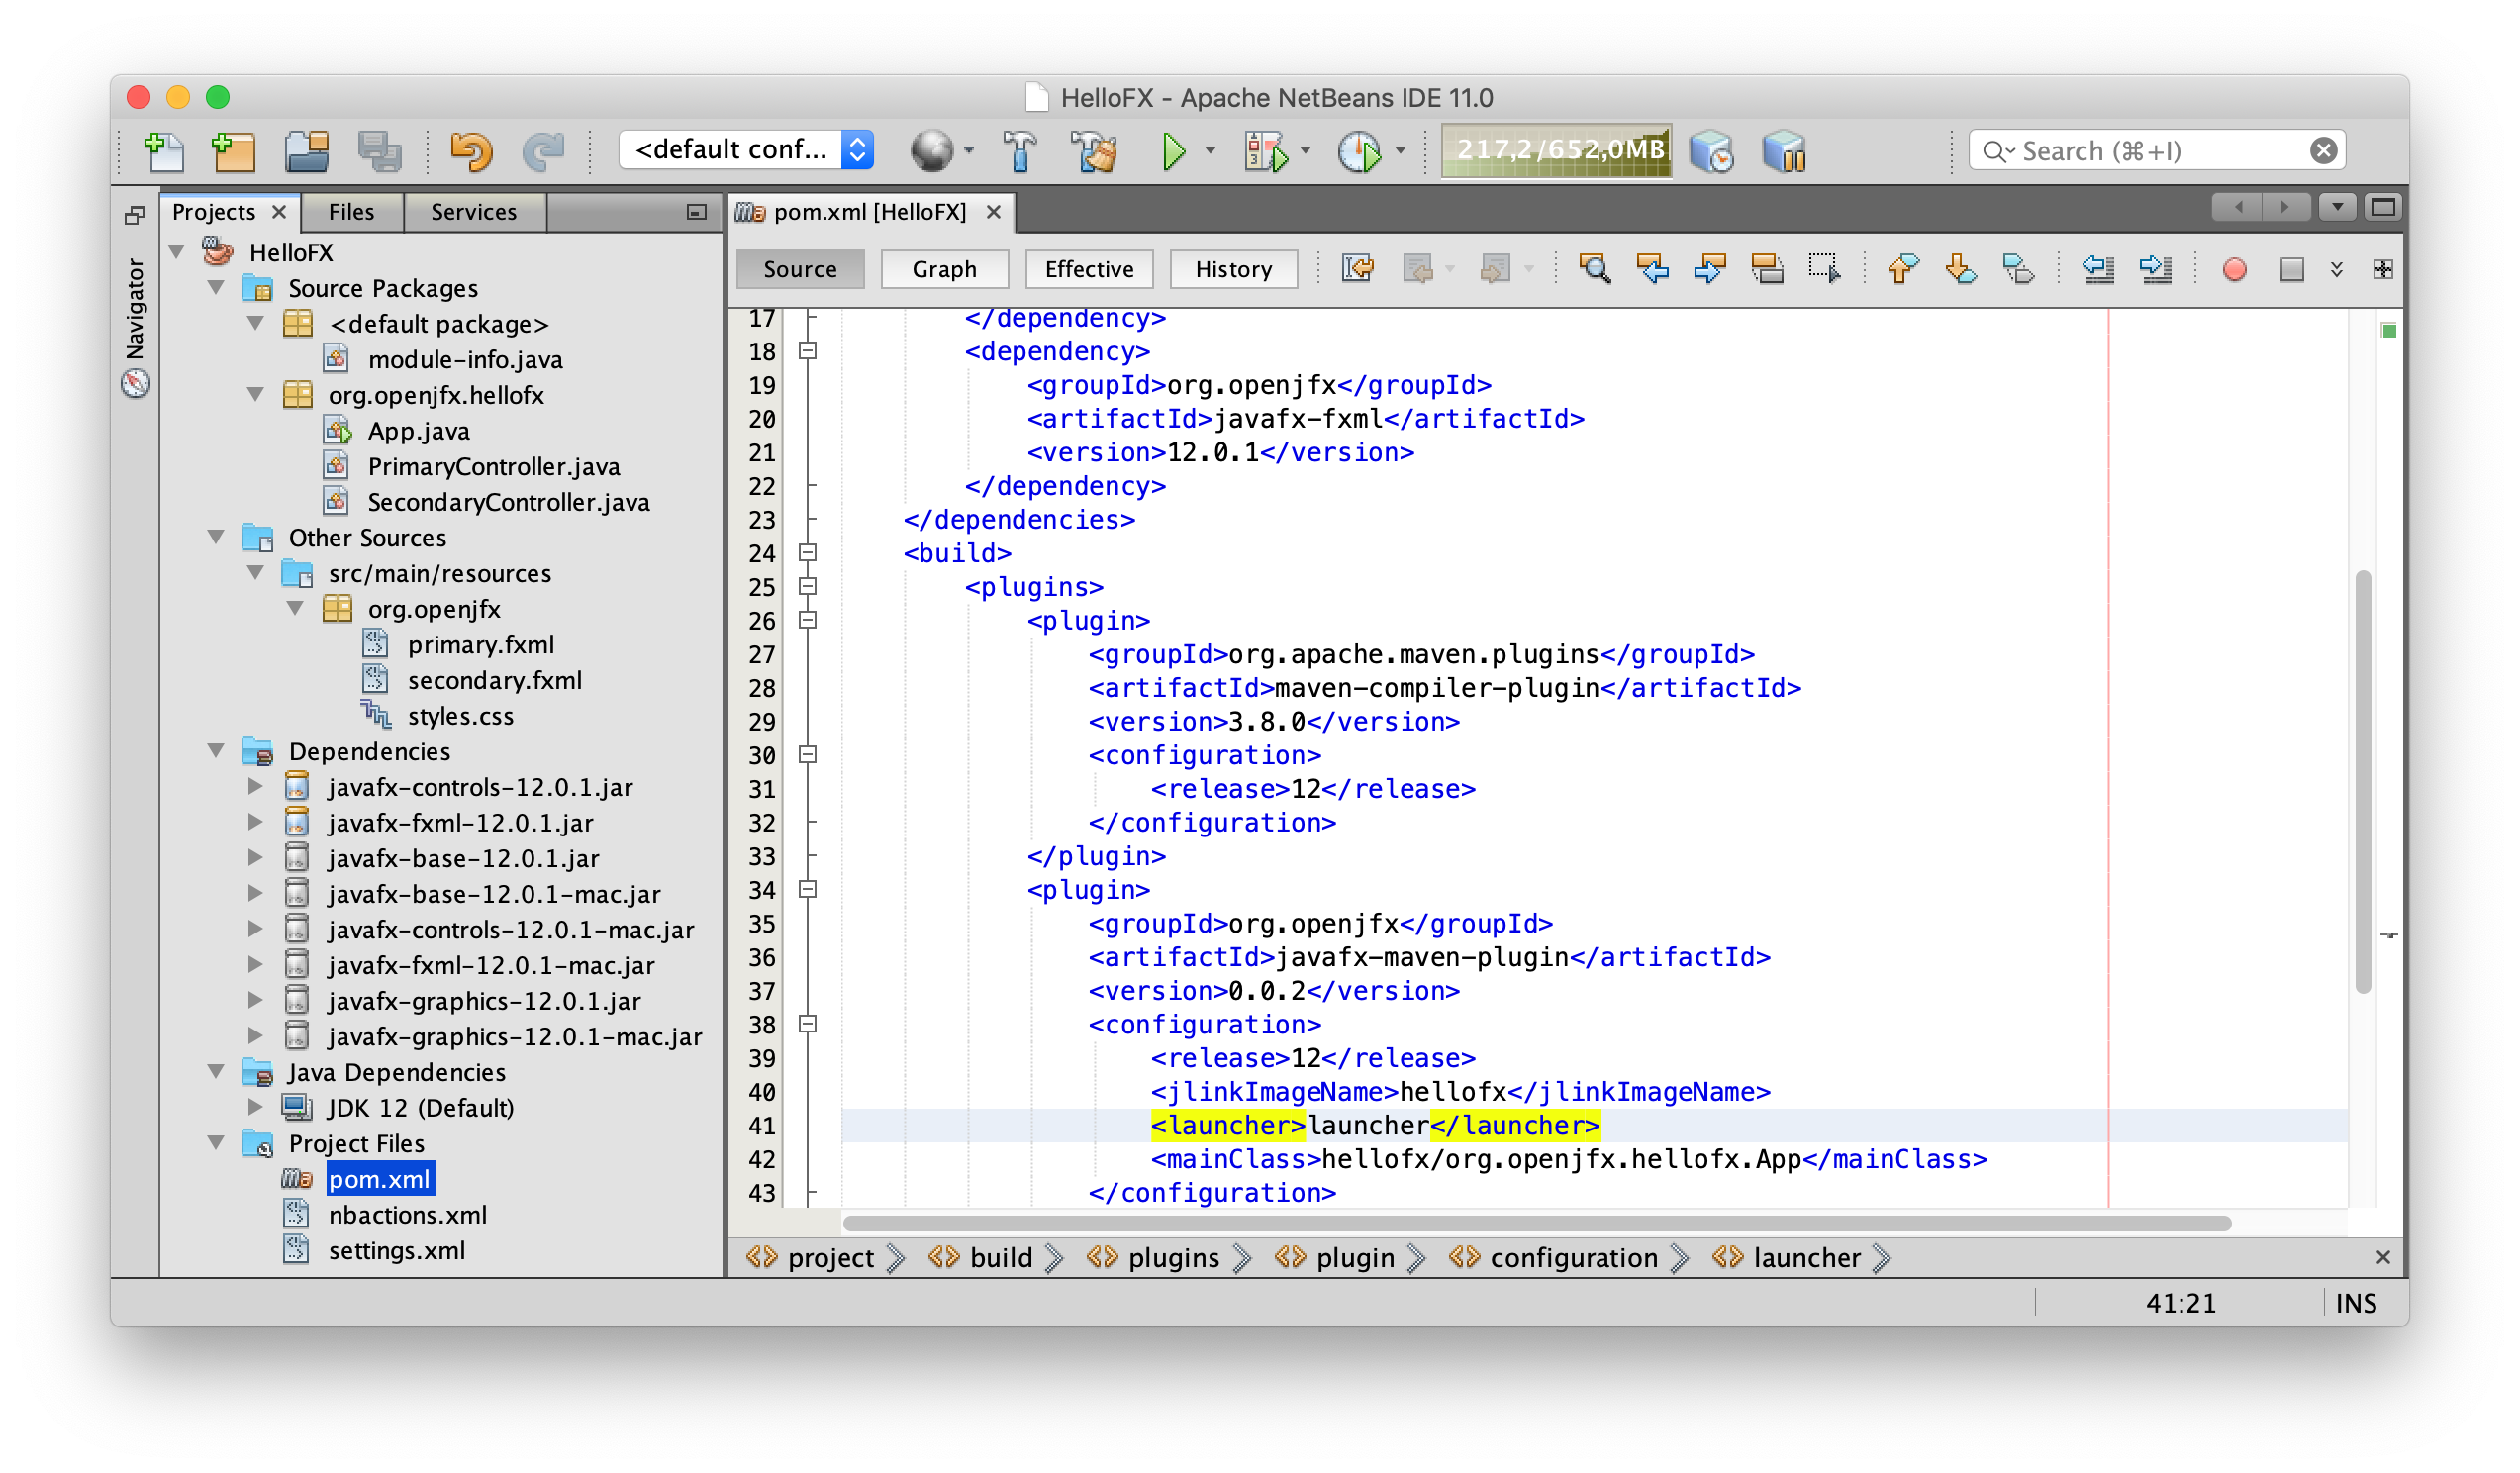 HelloFX - Apache NetBeans IDE 11.0
<default conf...
217,2/652,0MB
Search (⌘+I)
Navigator
Projects
Files
Services
HelloFX
Source Packages
<default package>
module-info.java
org.openjfx.hellofx
App.java
PrimaryController.java
SecondaryController.java
Other Sources
src/main/resources
org.openjfx
primary.fxml
secondary.fxml
styles.css
Dependencies
javafx-controls-12.0.1.jar
javafx-fxml-12.0.1.jar
javafx-base-12.0.1.jar
javafx-base-12.0.1-mac.jar
javafx-controls-12.0.1-mac.jar
javafx-fxml-12.0.1-mac.jar
javafx-graphics-12.0.1.jar
javafx-graphics-12.0.1-mac.jar
Java Dependencies
JDK 12 (Default)
Project Files
pom.xml
nbactions.xml
settings.xml
pom.xml [HelloFX]
Source Graph Effective History
17 </dependency>
18 <dependency>
19 <groupId>org.openjfx</groupId>
20 <artifactId>javafx-fxml</artifactId>
21 <version>12.0.1</version>
22 </dependency>
23 </dependencies>
24 <build>
25 <plugins>
26 <plugin>
27 <groupId>org.apache.maven.plugins</groupId>
28 <artifactId>maven-compiler-plugin</artifactId>
29 <version>3.8.0</version>
30 <configuration>
31 <release>12</release>
32 </configuration>
33 </plugin>
34 <plugin>
35 <groupId>org.openjfx</groupId>
36 <artifactId>javafx-maven-plugin</artifactId>
37 <version>0.0.2</version>
38 <configuration>
39 <release>12</release>
40 <jlinkImageName>hellofx</jlinkImageName>
41 <launcher>launcher</launcher>
42 <mainClass>hellofx/org.openjfx.hellofx.App</mainClass>
43 </configuration>
project build plugins plugin configuration launcher
41:21 INS